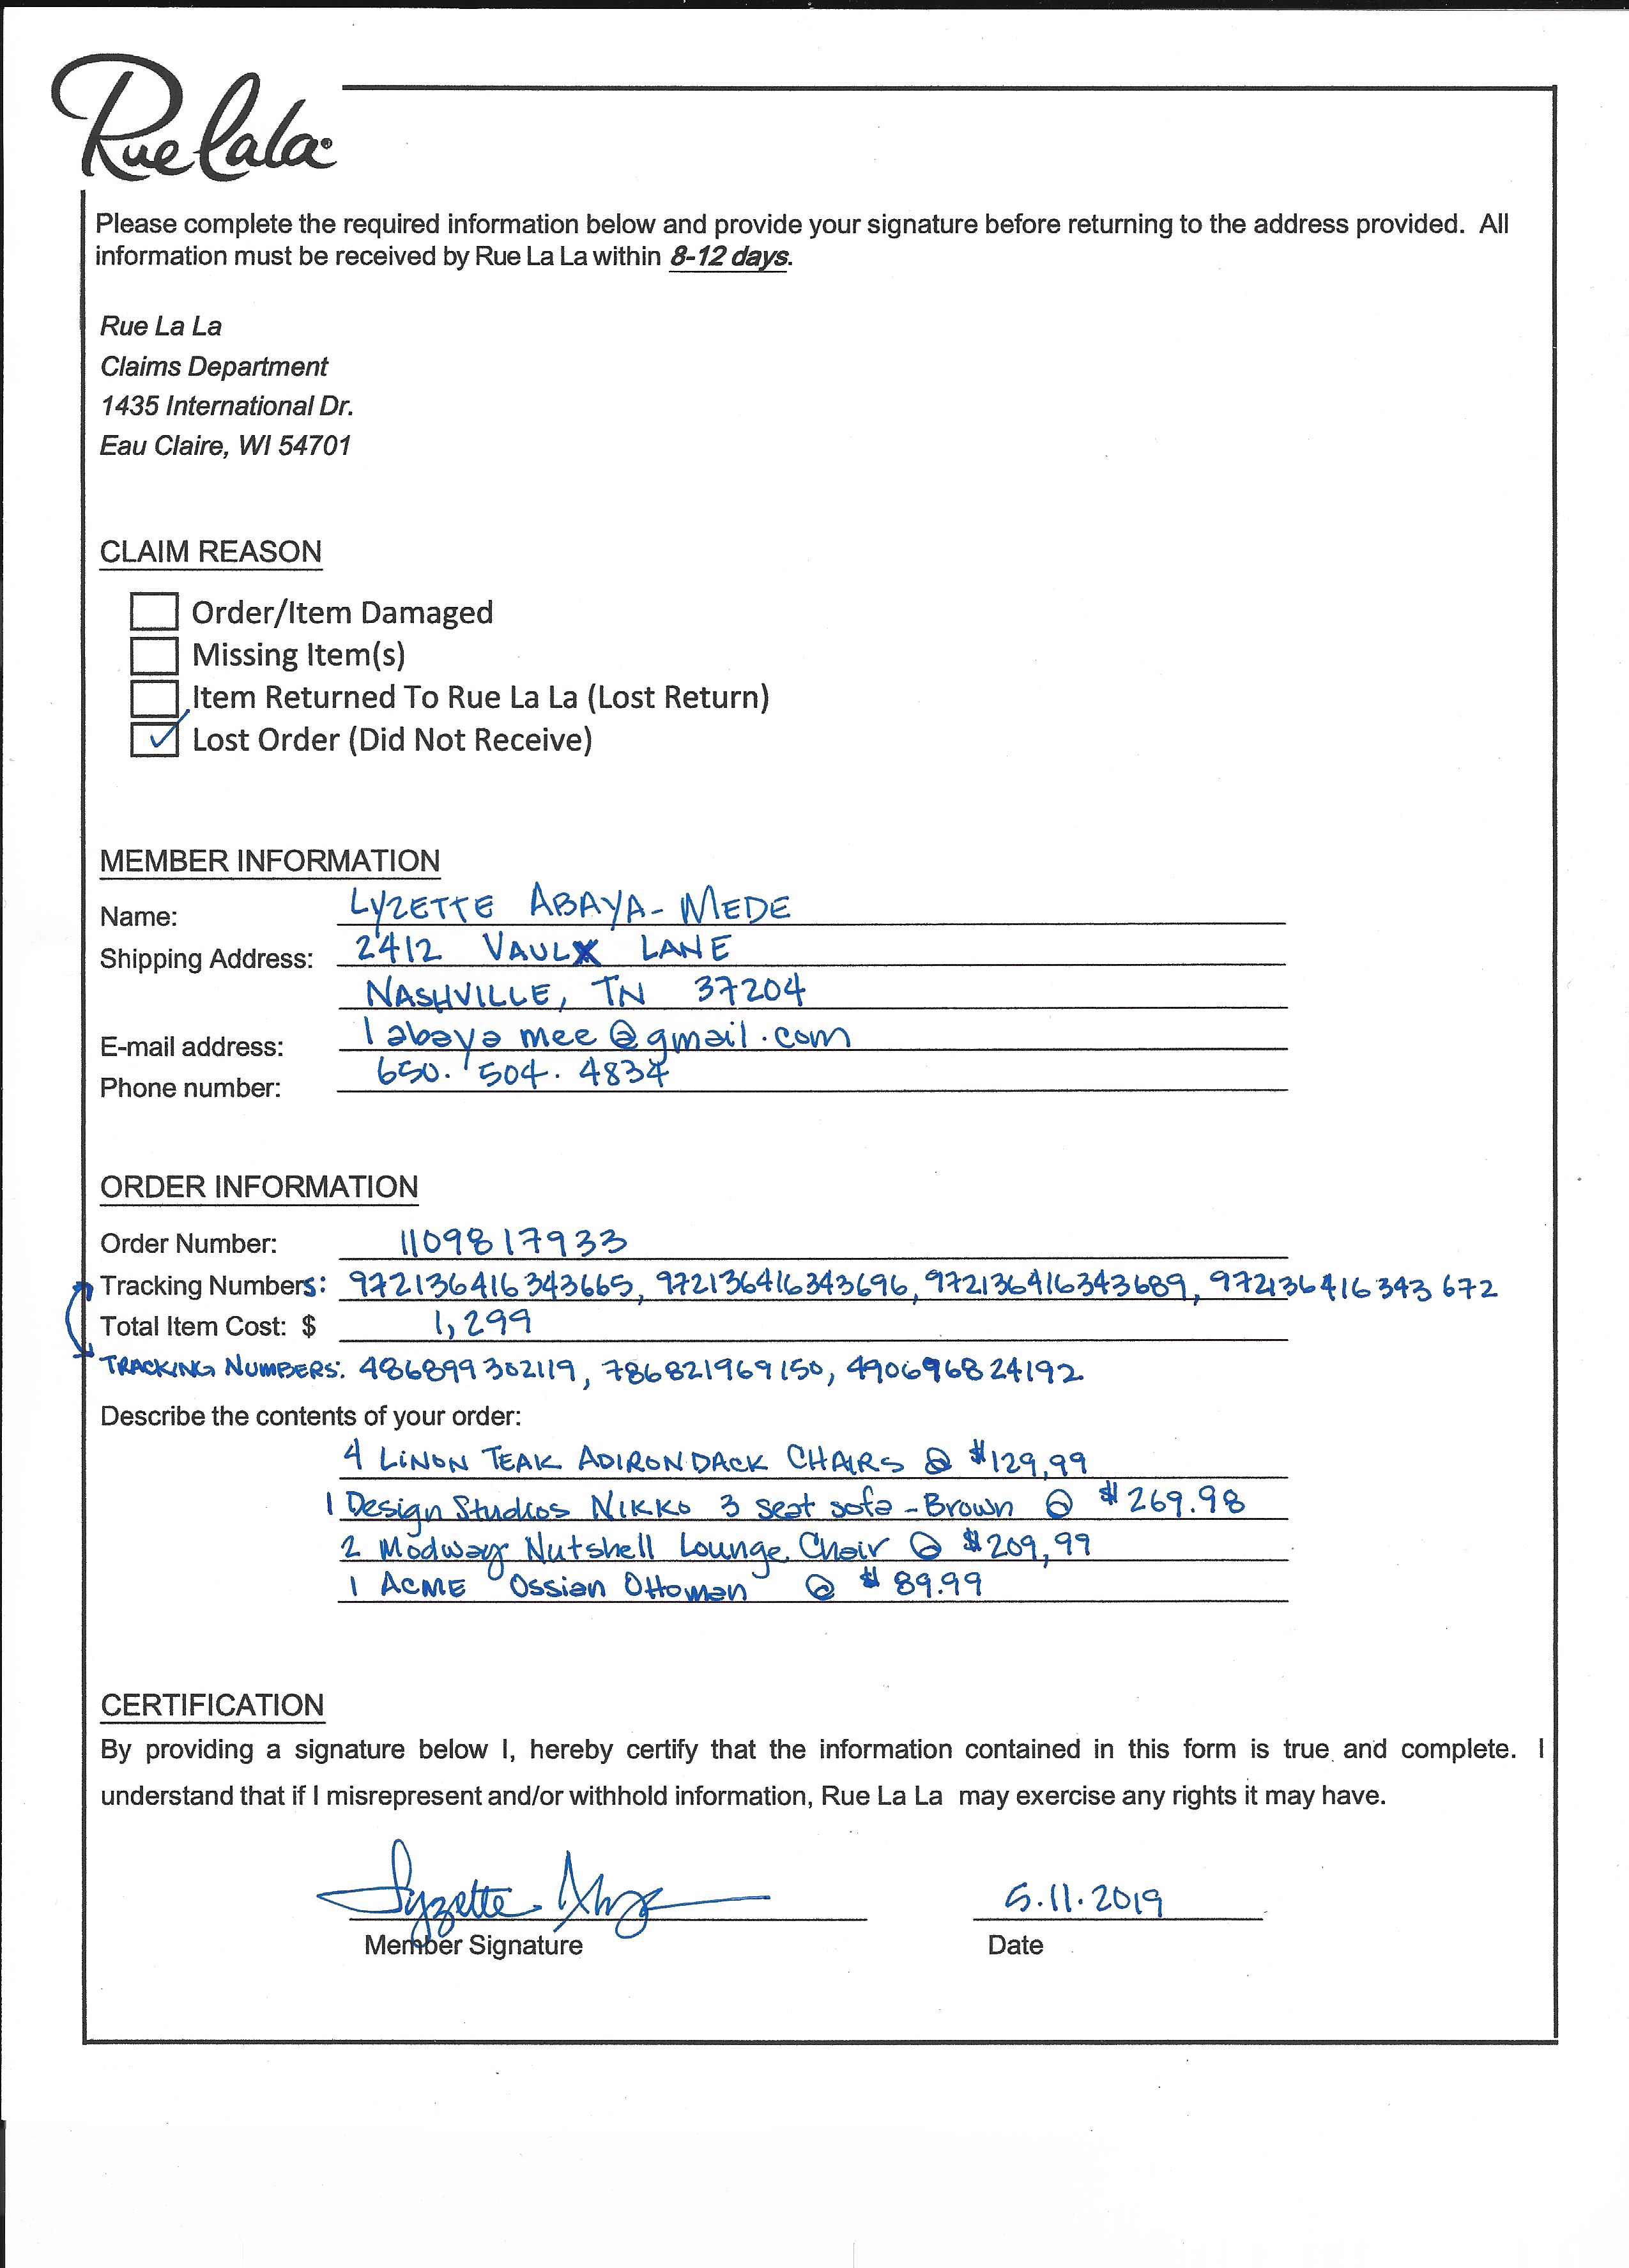 Rue La La
Please complete the required information below and provide your signature before returning to the address provided. All
information must be received by Rue La La within 8-12 days.
Rue La La
Claims Department
1435 International Dr.
Eau Claire, WI 54701
CLAIM REASON
Order/Item Damaged
Missing Item(s)
Item Returned To Rue La La (Lost Return)
✓ Lost Order (Did Not Receive)
MEMBER INFORMATION
Name: LYZETTE ABAYA-MEDE
Shipping Address: 2412 VAULX LANE
NASHVILLE, TN 37204
E-mail address: labayamee@gmail.com
Phone number: 650. 504. 4834
ORDER INFORMATION
Order Number: 1109817933
Tracking Numbers: 972136416343665, 972136416343696, 972136416343689, 972136416343672
Total Item Cost: $ 1,299
TRACKING NUMBERS: 486899302119, 786821969150, 490696824192
Describe the contents of your order:
4 LINON TEAK ADIRONDACK CHAIRS @ $129,99
1 Design Studios NIKKO 3 seat sofa - Brown @ $269.98
2 Modway Nutshell Lounge Chair @ $209,99
1 ACME Ossian Ottoman @ $89.99
CERTIFICATION
By providing a signature below I, hereby certify that the information contained in this form is true and complete. I
understand that if I misrepresent and/or withhold information, Rue La La may exercise any rights it may have.
Lyzette 5.11.2019
Member Signature Date